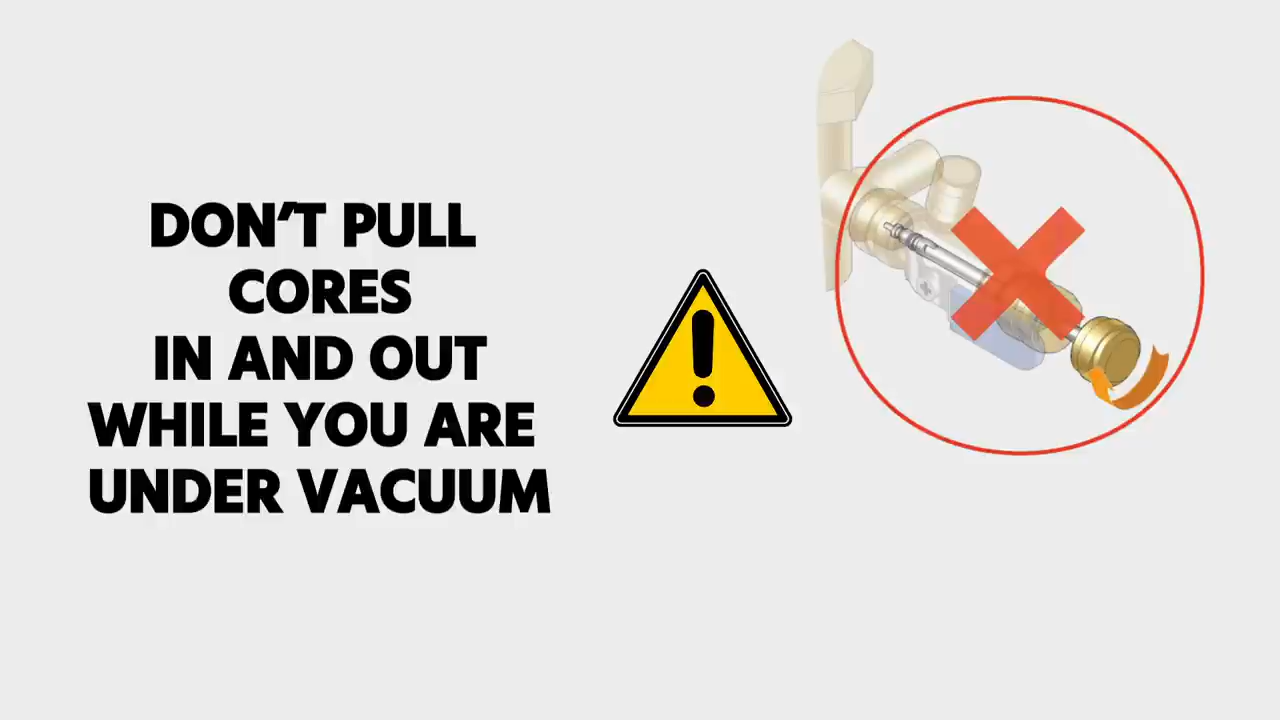 DON'T PULL
CORES
IN AND OUT
WHILE YOU ARE
UNDER VACUUM